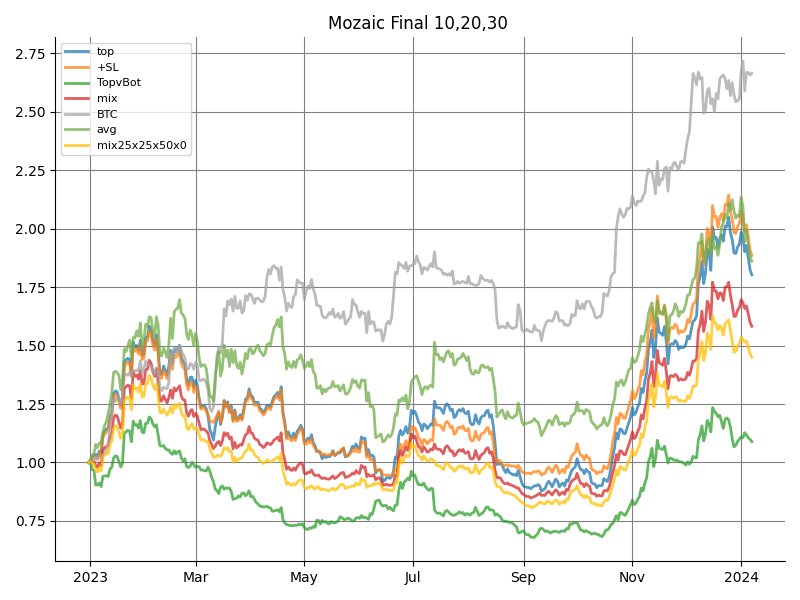 Mozaic Final 10,20,30
2.75
2.50
2.25
2.00
1.75
1.50
1.25
1.00
0.75
top
+SL
TopvBot
mix
BTC
avg
mix25x25x50x0
2023 Mar May Jul Sep Nov 2024